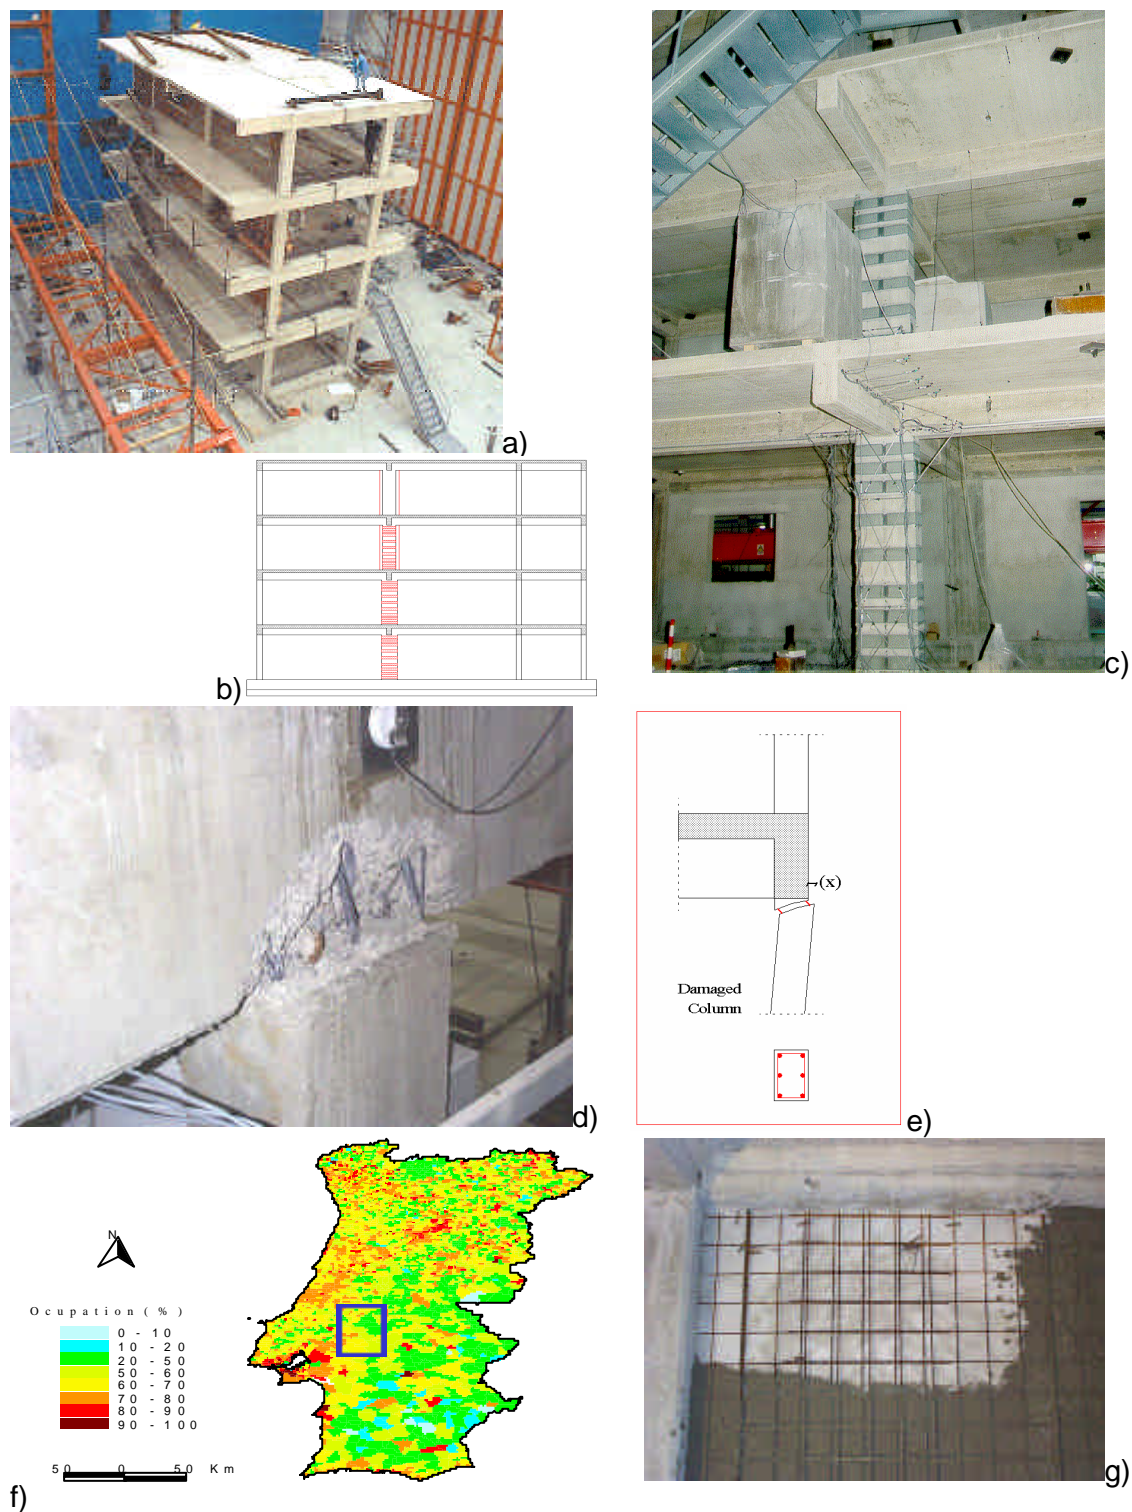 a)
b)
c)
(x)
Damaged
Column
d)
e)
N
Ocupation (%)
0 - 10
10 - 20
20 - 50
50 - 60
60 - 70
70 - 80
80 - 90
90 - 100
50 0 50 Km
f)
g)